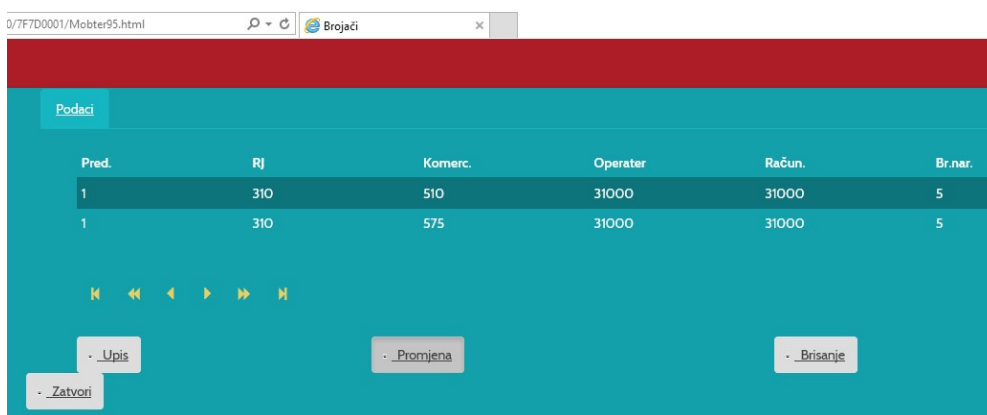 0/7F7D0001/Mobter95.html Brojači
Podaci
Pred. RJ Komerc. Operater Račun. Br.nar.
1 310 510 31000 31000 5
1 310 575 31000 31000 5
Upis Promjena Brisanje
Zatvori